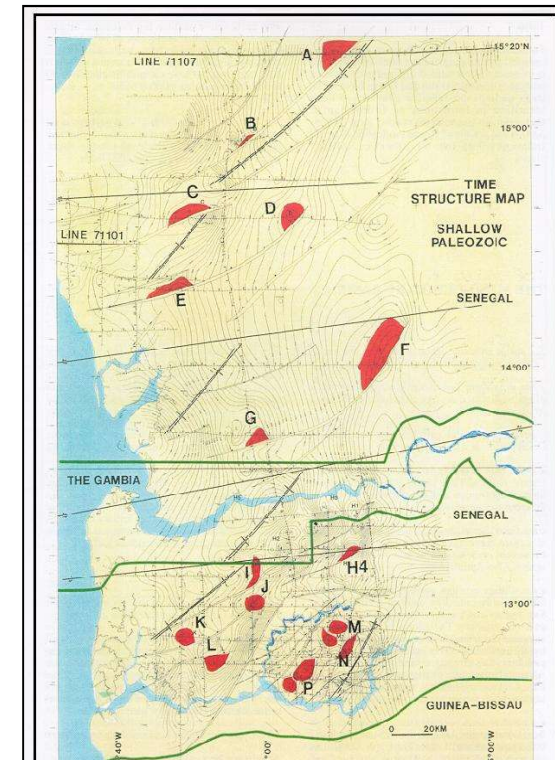 A
15°20'N
LINE 71107
B
15°00'
TIME
STRUCTURE MAP
C
D
SHALLOW
PALEOZOIC
LINE 71101
E
SENEGAL
F
14°00'
G
THE GAMBIA
SENEGAL
H4
I
J
13°00'
K
M
L
N
P
GUINEA-BISSAU
0 20KM